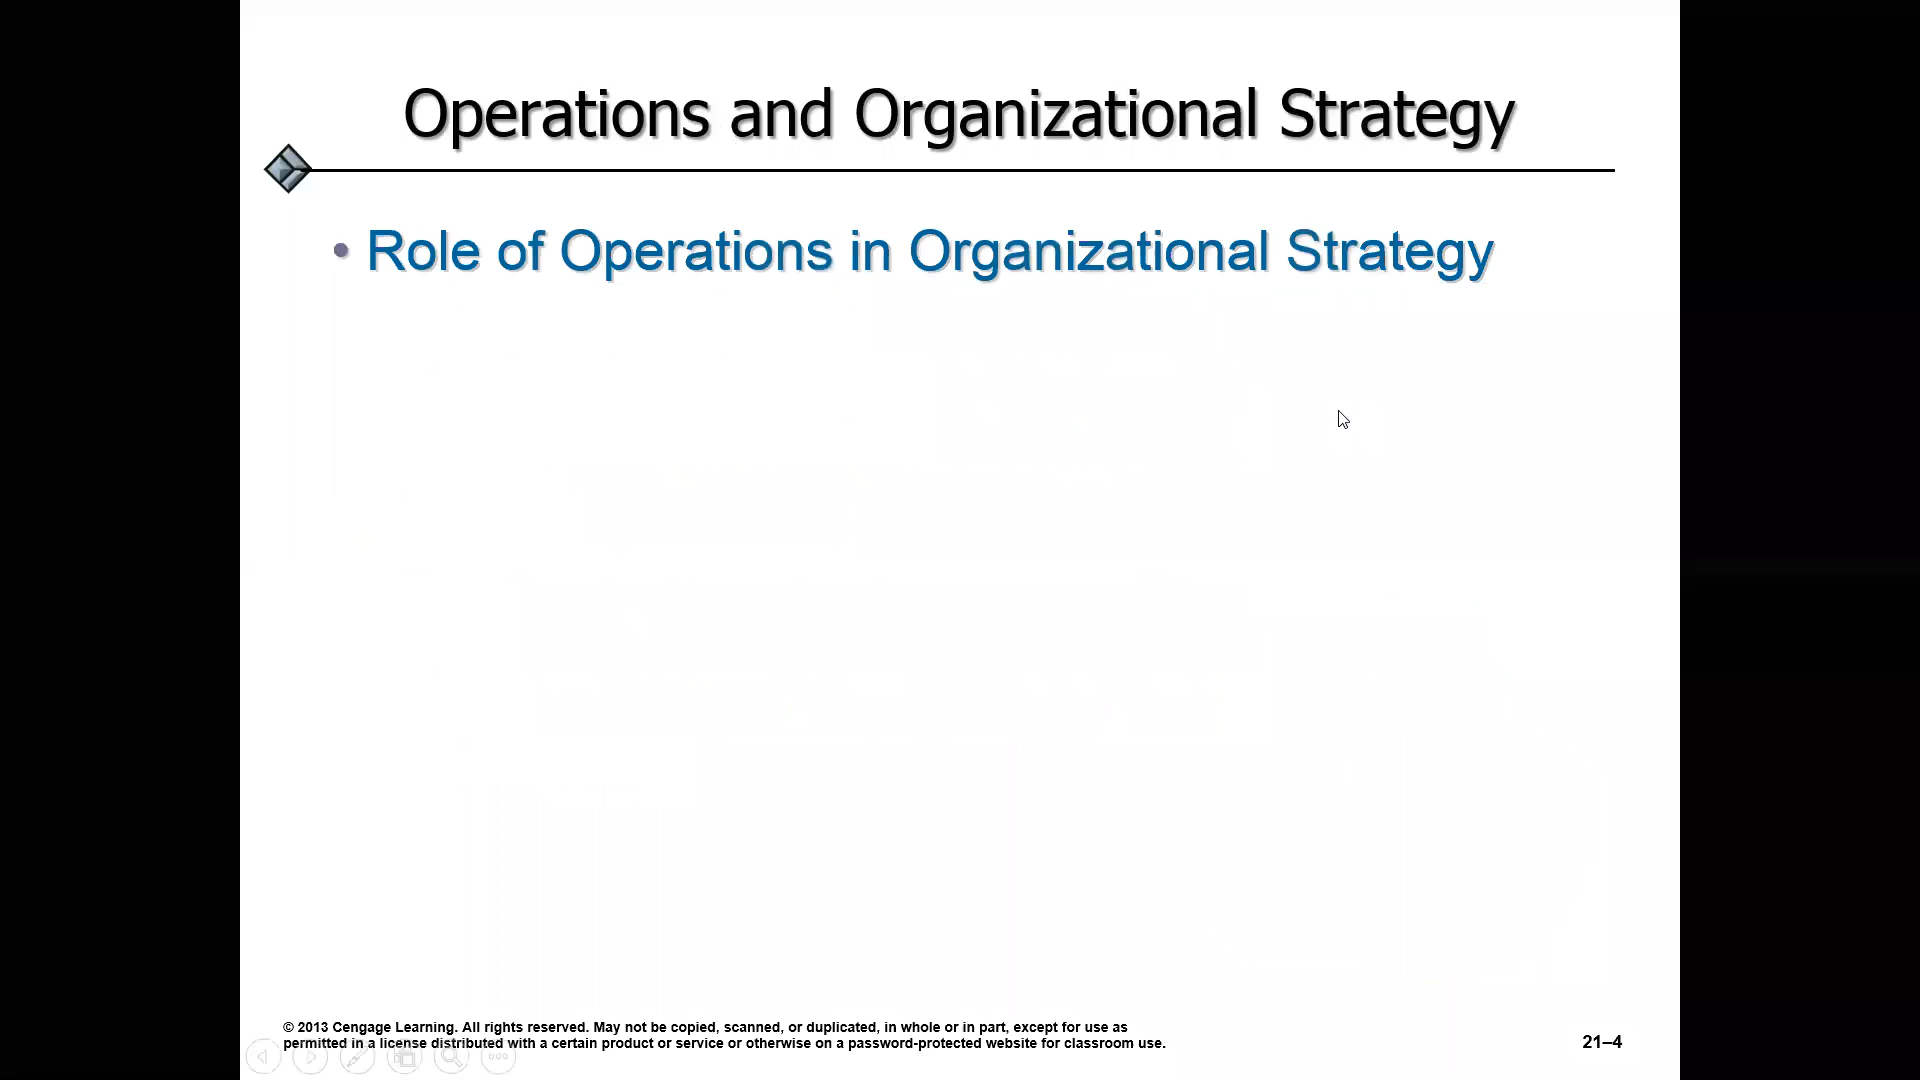 Operations and Organizational Strategy
• Role of Operations in Organizational Strategy
© 2013 Cengage Learning. All rights reserved. May not be copied, scanned, or duplicated, in whole or in part, except for use as
permitted in a license distributed with a certain product or service or otherwise on a password-protected website for classroom use.
21–4